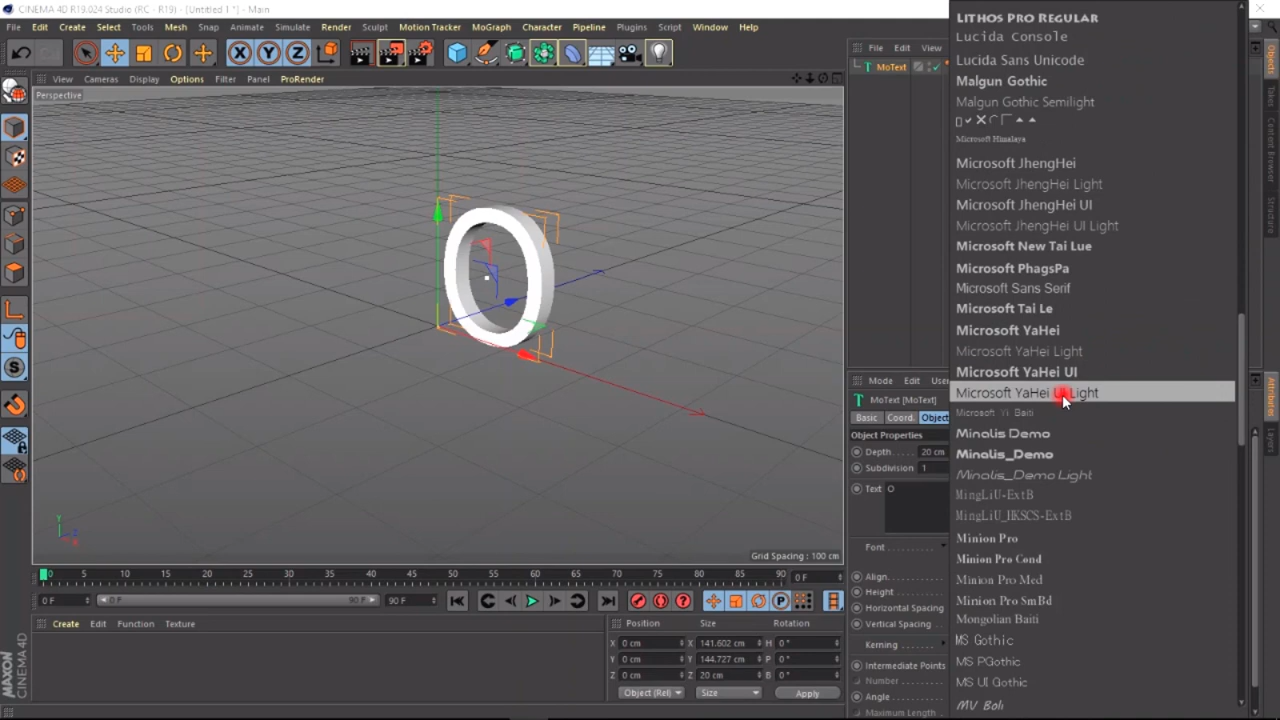 CINEMA 4D R19.024 Studio (RC - R19) - [Untitled 1 *] - Main
File Edit Create Select Tools Mesh Snap Animate Simulate Render Sculpt Motion Tracker MoGraph Character Pipeline Plugins Script Window Help
View Cameras Display Options Filter Panel ProRender
Perspective
Grid Spacing : 100 cm
0 5 10 15 20 25 30 35 40 45 50 55 60 65 70 75 80 85 90 0 F
0 F 0 F 90 F 90 F
Create Edit Function Texture
Position Size Rotation
X 0 cm X 141.602 cm H 0 °
Y 0 cm Y 144.727 cm P 0 °
Z 0 cm Z 20 cm B 0 °
Object (Rel) Size Apply
MAXON
CINEMA 4D
File Edit View
MoText
Mode Edit User
MoText [MoText]
Basic Coord. Object
Object Properties
Depth 20 cm
Subdivision 1
Text O
Font
Align.
Height
Horizontal Spacing
Vertical Spacing
Kerning
Intermediate Points
Number
Angle
Maximum Length
Lithos Pro Regular
Lucida Console
Lucida Sans Unicode
Malgun Gothic
Malgun Gothic Semilight
Microsoft Himalaya
Microsoft JhengHei
Microsoft JhengHei Light
Microsoft JhengHei UI
Microsoft JhengHei UI Light
Microsoft New Tai Lue
Microsoft PhagsPa
Microsoft Sans Serif
Microsoft Tai Le
Microsoft YaHei
Microsoft YaHei Light
Microsoft YaHei UI
Microsoft YaHei UI Light
Microsoft Yi Baiti
Minalis Demo
Minalis_Demo
Minalis_Demo Light
MingLiU-ExtB
MingLiU_HKSCS-ExtB
Minion Pro
Minion Pro Cond
Minion Pro Med
Minion Pro SmBd
Mongolian Baiti
MS Gothic
MS PGothic
MS UI Gothic
MV Boli
Objects
Takes
Content Browser
Structure
Attributes
Layers